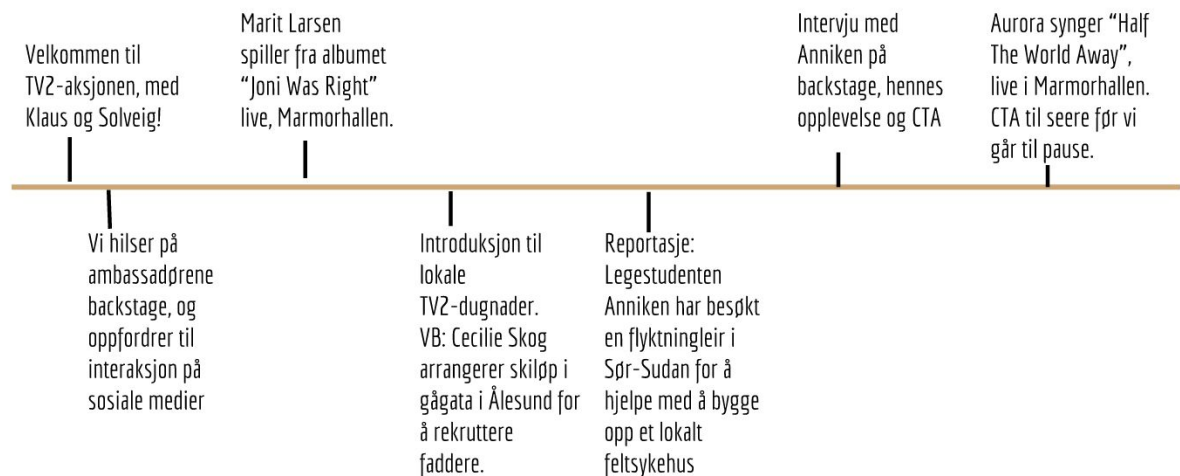 Velkommen til
TV2-aksjonen, med
Klaus og Solveig!
Vi hilser på
ambassadørene
backstage, og
oppfordrer til
interaksjon på
sosiale medier
Marit Larsen
spiller fra albumet
“Joni Was Right”
live, Marmorhallen.
Introduksjon til
lokale
TV2-dugnader.
VB: Cecilie Skog
arrangerer skiløp i
gågata i Ålesund for
å rekruttere
faddere.
Reportasje:
Legestudenten
Anniken har besøkt
en flyktningleir i
Sør-Sudan for å
hjelpe med å bygge
opp et lokalt
feltsykehus
Intervju med
Anniken på
backstage, hennes
opplevelse og CTA
Aurora synger “Half
The World Away”,
live i Marmorhallen.
CTA til seere før vi
går til pause.